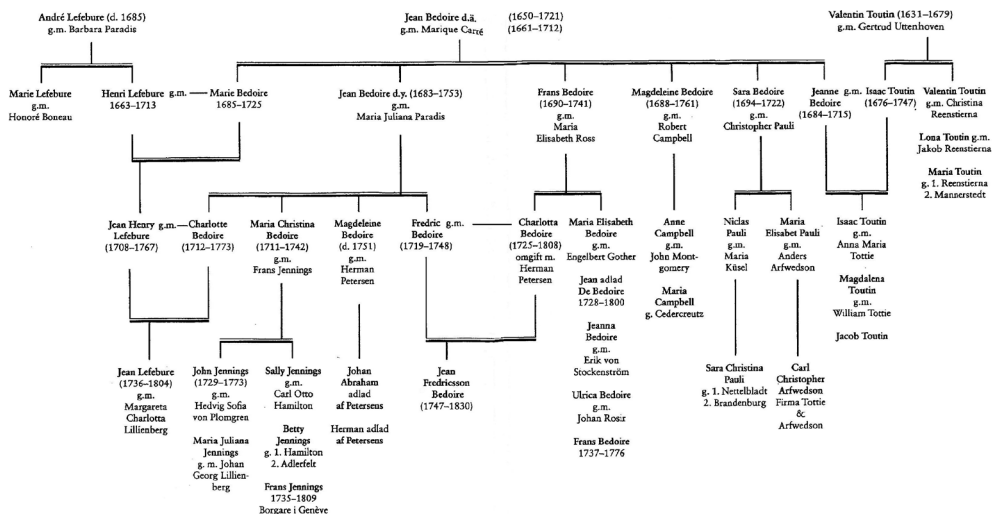 André Lefebure (d. 1685)
g.m. Barbara Paradis
Jean Bedoire d.ä. (1650–1721)
g.m. Marique Carré (1661–1712)
Valentin Toutin (1631–1679)
g.m. Gertrud Uttenhoven
Marie Lefebure
g.m.
Honoré Boneau
Henri Lefebure g.m.
1663–1713
Marie Bedoire
1685–1725
Jean Bedoire d.y. (1683–1753)
g.m.
Maria Juliana Paradis
Frans Bedoire
(1690–1741)
g.m.
Maria
Elisabeth Ross
Magdeleine Bedoire
(1688–1761)
g.m.
Robert
Campbell
Sara Bedoire
(1694–1722)
g.m.
Christopher Pauli
Jeanne g.m.
Bedoire
(1684–1715)
Isaac Toutin
(1676–1747)
Valentin Toutin
g.m. Christina
Reenstierna
Lona Toutin g.m.
Jakob Reenstierna
Maria Toutin
g. 1. Reenstierna
2. Mannerstedt
Jean Henry g.m.
Lefebure
(1708–1767)
Charlotte
Bedoire
(1712–1773)
Maria Christina
Bedoire
(1711–1742)
g.m.
Frans Jennings
Magdeleine
Bedoire
(d. 1751)
g.m.
Herman
Petersen
Fredric g.m.
Bedoire
(1719–1748)
Charlotta
Bedoire
(1725–1808)
omgift m.
Herman
Petersen
Maria Elisabeth
Bedoire
g.m.
Engelbert Gother
Jean adlad
De Bedoire
1728–1800
Jeanna
Bedoire
g.m.
Erik von
Stockenström
Ulrica Bedoire
g.m.
Johan Rosir
Frans Bedoire
1737–1776
Anne
Campbell
g.m.
John Mont-
gomery
Maria
Campbell
g. Cedercreutz
Niclas
Pauli
g.m.
Maria
Küsel
Maria
Elisabet Pauli
g.m.
Anders
Arfwedson
Isaac Toutin
g.m.
Anna Maria
Tottie
Magdalena
Toutin
g.m.
William Tottie
Jacob Toutin
Jean Lefebure
(1736–1804)
g.m.
Margareta
Charlotta
Lillienberg
John Jennings
(1729–1773)
g.m.
Hedvig Sofia
von Plomgren
Maria Juliana
Jennings
g. m. Johan
Georg Lillien-
berg
Sally Jennings
g.m.
Carl Otto
Hamilton
Betty
Jennings
g. 1. Hamilton
2. Adlerfelt
Frans Jennings
1735–1809
Borgare i Genève
Johan
Abraham
adlad
af Petersens
Herman adlad
af Petersens
Jean
Fredricsson
Bedoire
(1747–1830)
Sara Christina
Pauli
g. 1. Nettelbladt
2. Brandenburg
Carl
Christopher
Arfwedson
Firma Tottie
&
Arfwedson